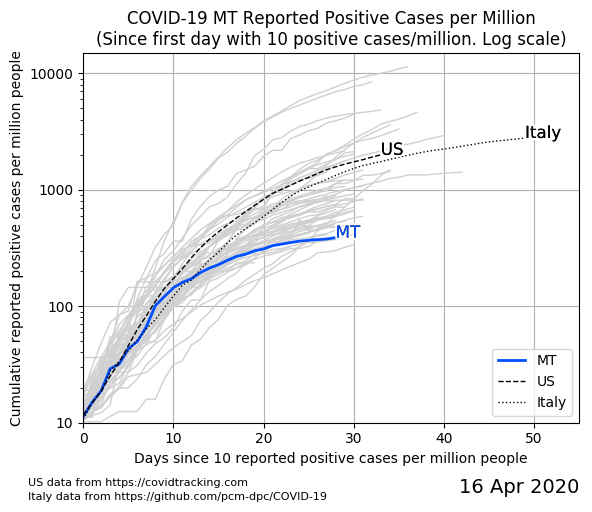 COVID-19 MT Reported Positive Cases per Million
(Since first day with 10 positive cases/million. Log scale)
Cumulative reported positive cases per million people
10000
1000
100
10
US
Italy
MT
MT
US
Italy
0
10
20
30
40
50
Days since 10 reported positive cases per million people
US data from https://covidtracking.com
Italy data from https://github.com/pcm-dpc/COVID-19
16 Apr 2020